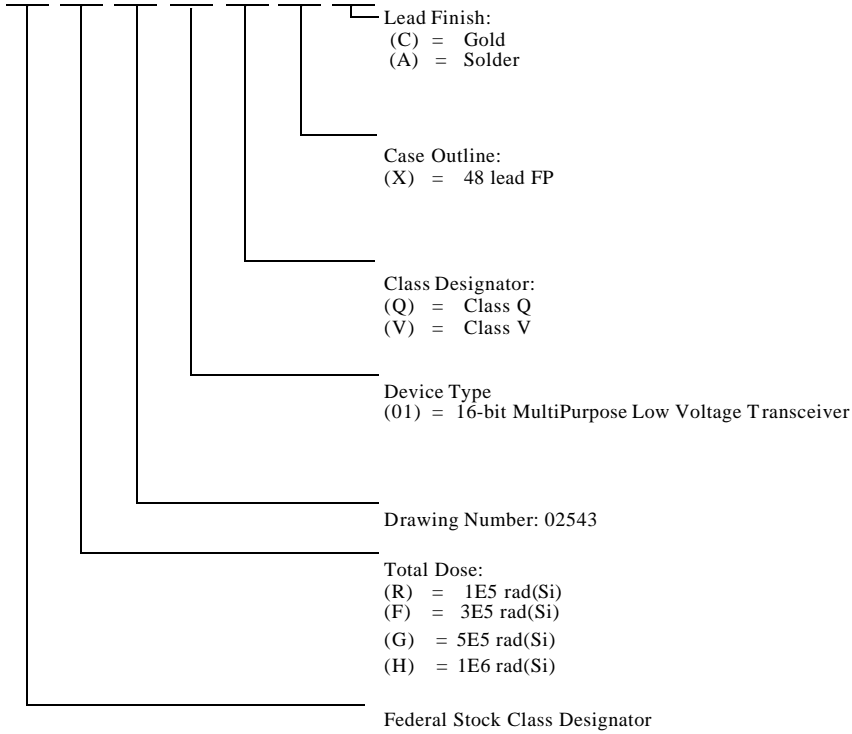 Lead Finish:
(C) = Gold
(A) = Solder
Case Outline:
(X) = 48 lead FP
Class Designator:
(Q) = Class Q
(V) = Class V
Device Type
(01) = 16-bit MultiPurpose Low Voltage Transceiver
Drawing Number: 02543
Total Dose:
(R) = 1E5 rad(Si)
(F) = 3E5 rad(Si)
(G) = 5E5 rad(Si)
(H) = 1E6 rad(Si)
Federal Stock Class Designator